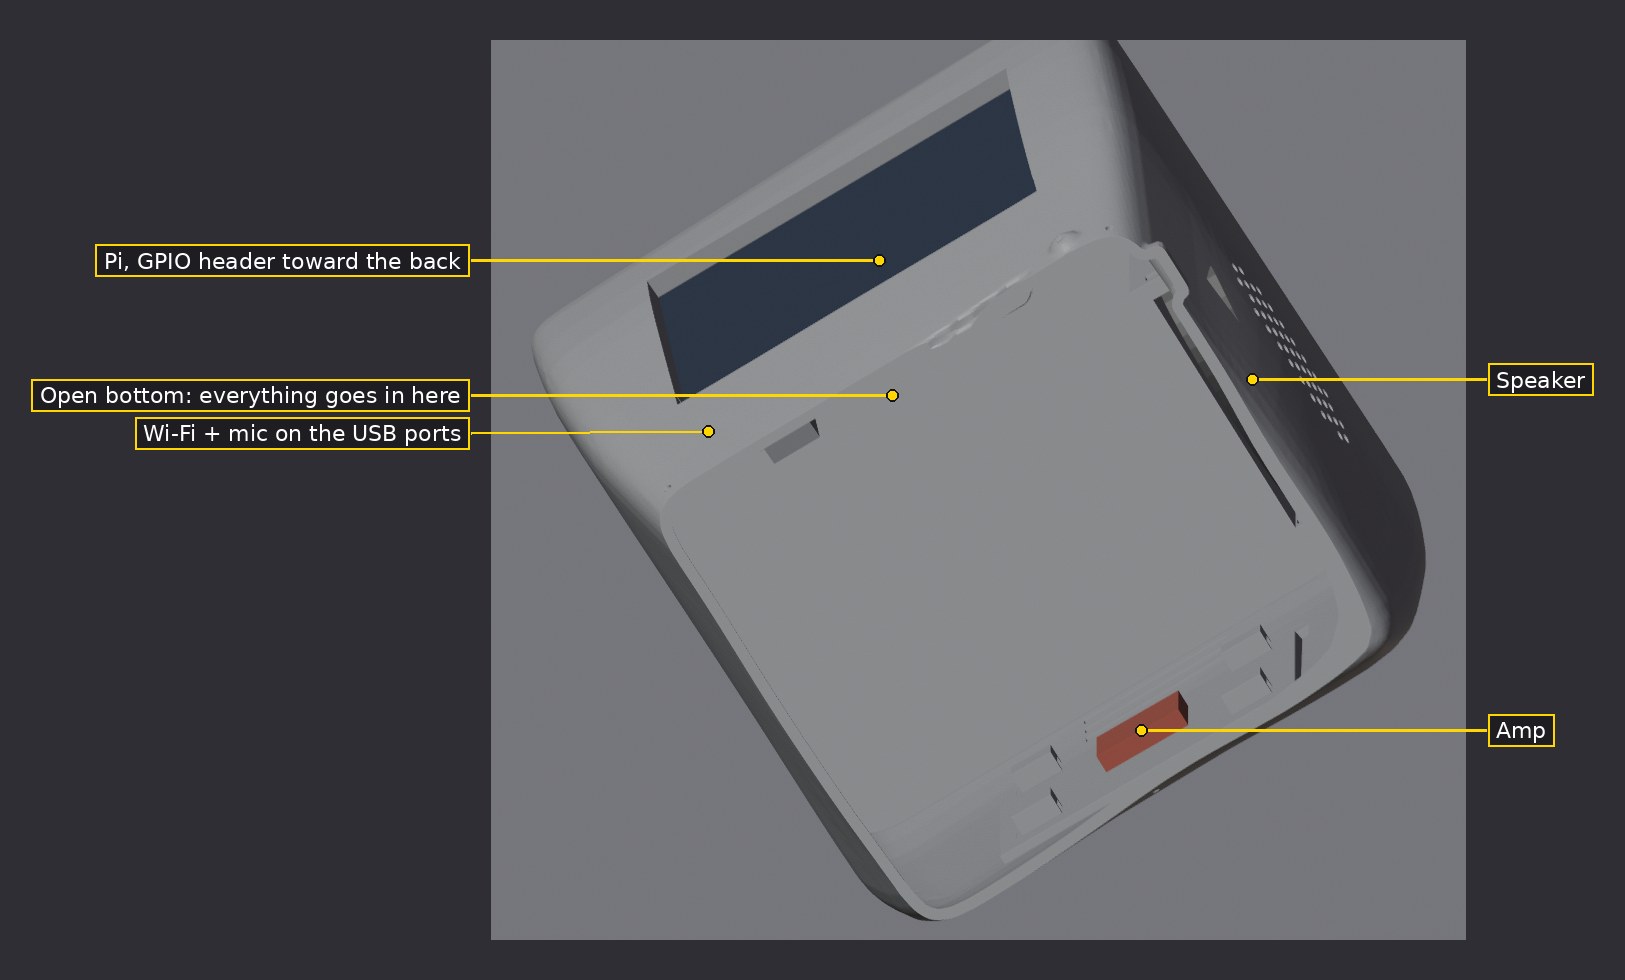 Pi, GPIO header toward the back
Open bottom: everything goes in here
Speaker
Wi-Fi + mic on the USB ports
Amp